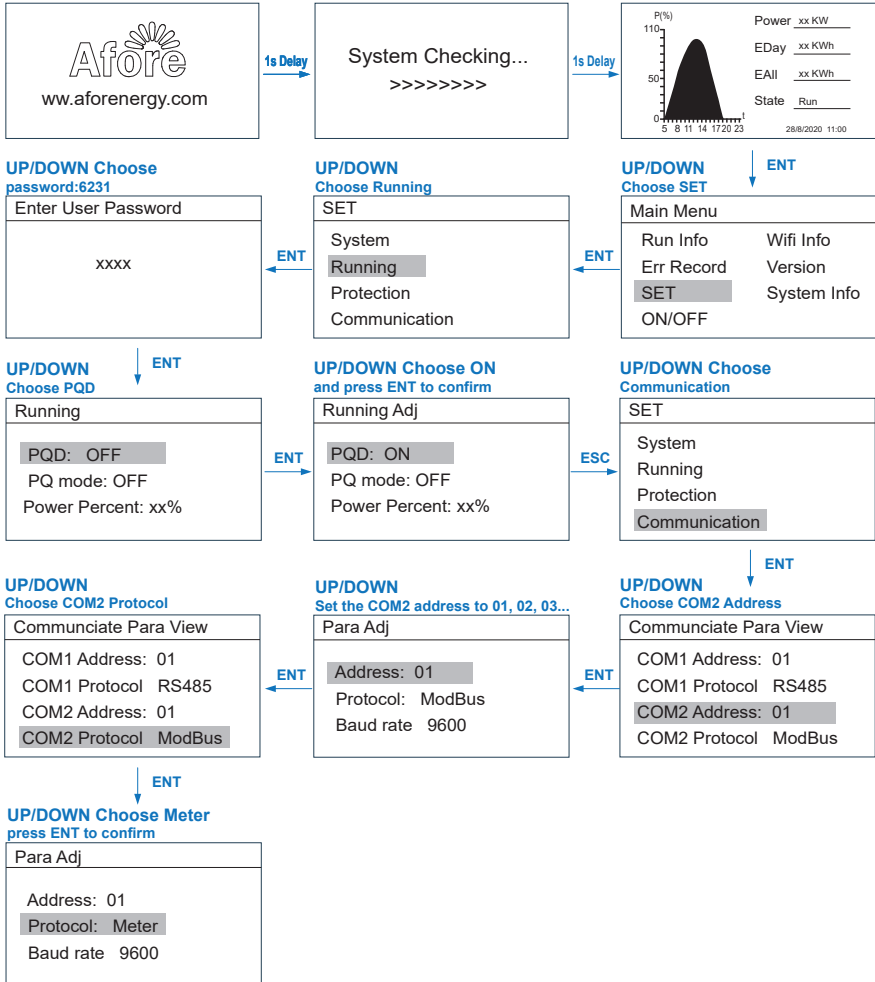 Afore
ww.aforenergy.com
1s Delay
System Checking...
>>>>>>>>
1s Delay
P(%)
110
50
0
5 8 11 14 17 20 23
t
Power xx KW
EDay xx KWh
EAll xx KWh
State Run
28/8/2020 11:00
UP/DOWN Choose
password:6231
Enter User Password
xxxx
ENT
UP/DOWN
Choose Running
SET
System
Running
Protection
Communication
ENT
UP/DOWN
Choose SET
ENT
Main Menu
Run Info Wifi Info
Err Record Version
SET System Info
ON/OFF
UP/DOWN
Choose PQD
ENT
Running
PQD: OFF
PQ mode: OFF
Power Percent: xx%
ENT
UP/DOWN Choose ON
and press ENT to confirm
Running Adj
PQD: ON
PQ mode: OFF
Power Percent: xx%
ESC
UP/DOWN Choose
Communication
SET
System
Running
Protection
Communication
ENT
UP/DOWN
Choose COM2 Protocol
Communciate Para View
COM1 Address: 01
COM1 Protocol RS485
COM2 Address: 01
COM2 Protocol ModBus
ENT
UP/DOWN
Set the COM2 address to 01, 02, 03...
Para Adj
Address: 01
Protocol: ModBus
Baud rate 9600
ENT
UP/DOWN
Choose COM2 Address
Communciate Para View
COM1 Address: 01
COM1 Protocol RS485
COM2 Address: 01
COM2 Protocol ModBus
ENT
UP/DOWN Choose Meter
press ENT to confirm
Para Adj
Address: 01
Protocol: Meter
Baud rate 9600